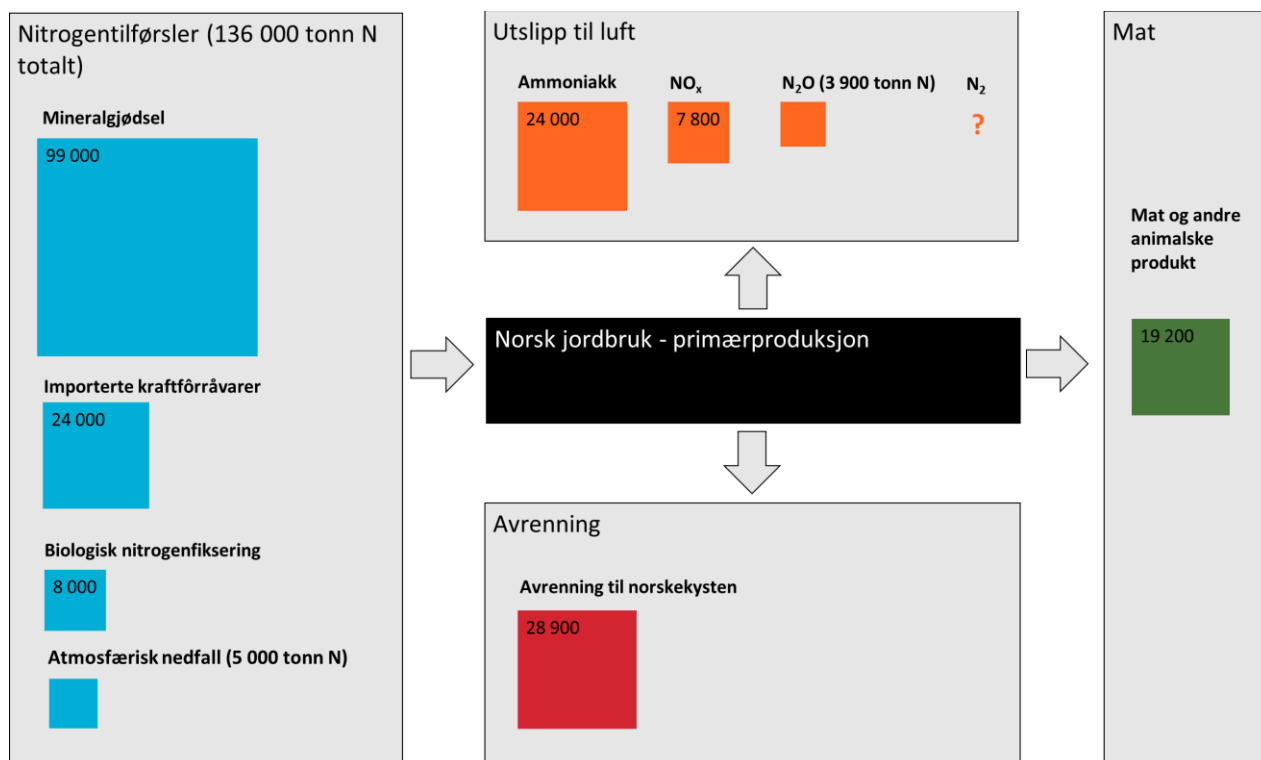 Nitrogentilførsler (136 000 tonn N
totalt)
Mineralgjødsel
99 000
Importerte kraftfôrråvarer
24 000
Biologisk nitrogenfiksering
8 000
Atmosfærisk nedfall (5 000 tonn N)
Utslipp til luft
Ammoniakk
24 000
NOₓ
7 800
N₂O (3 900 tonn N)
N₂
?
Norsk jordbruk - primærproduksjon
Avrenning
Avrenning til norskekysten
28 900
Mat
Mat og andre
animalske
produkt
19 200